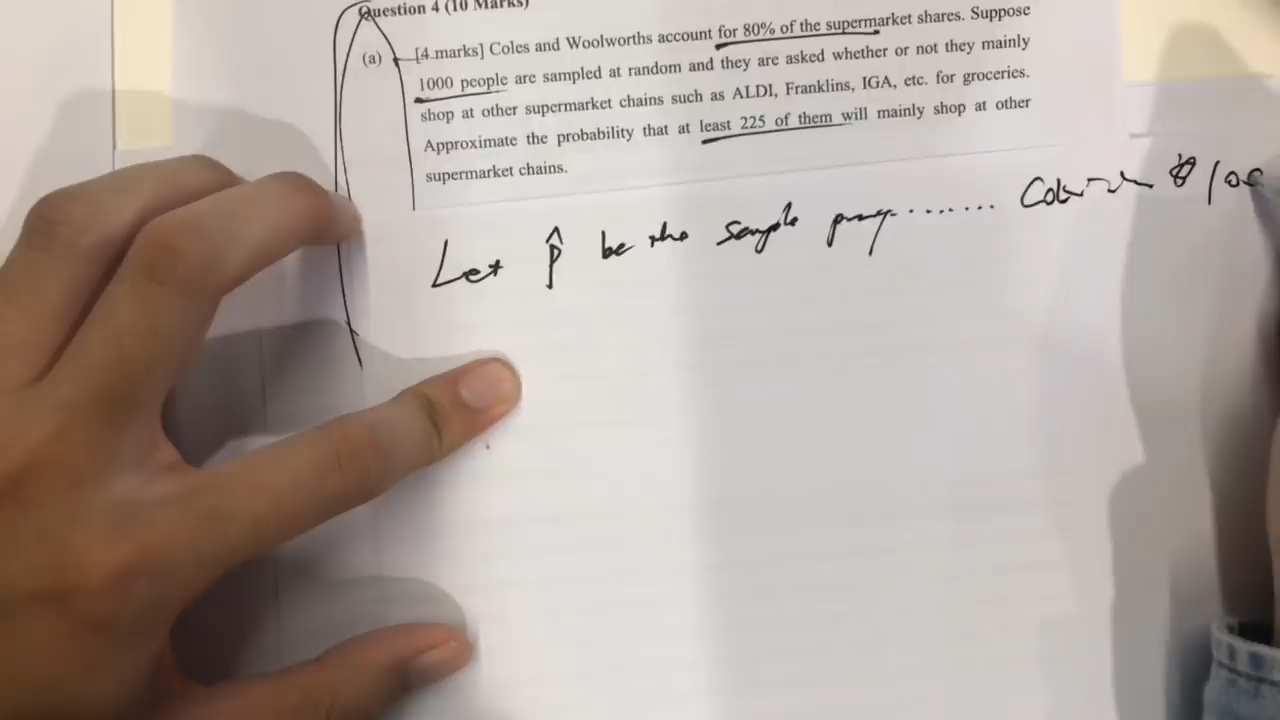 Question 4 (10 Marks)
(a) [4 marks] Coles and Woolworths account for 80% of the supermarket shares. Suppose
1000 people are sampled at random and they are asked whether or not they mainly
shop at other supermarket chains such as ALDI, Franklins, IGA, etc. for groceries.
Approximate the probability that at least 225 of them will mainly shop at other
supermarket chains.
Let p̂ be the sample